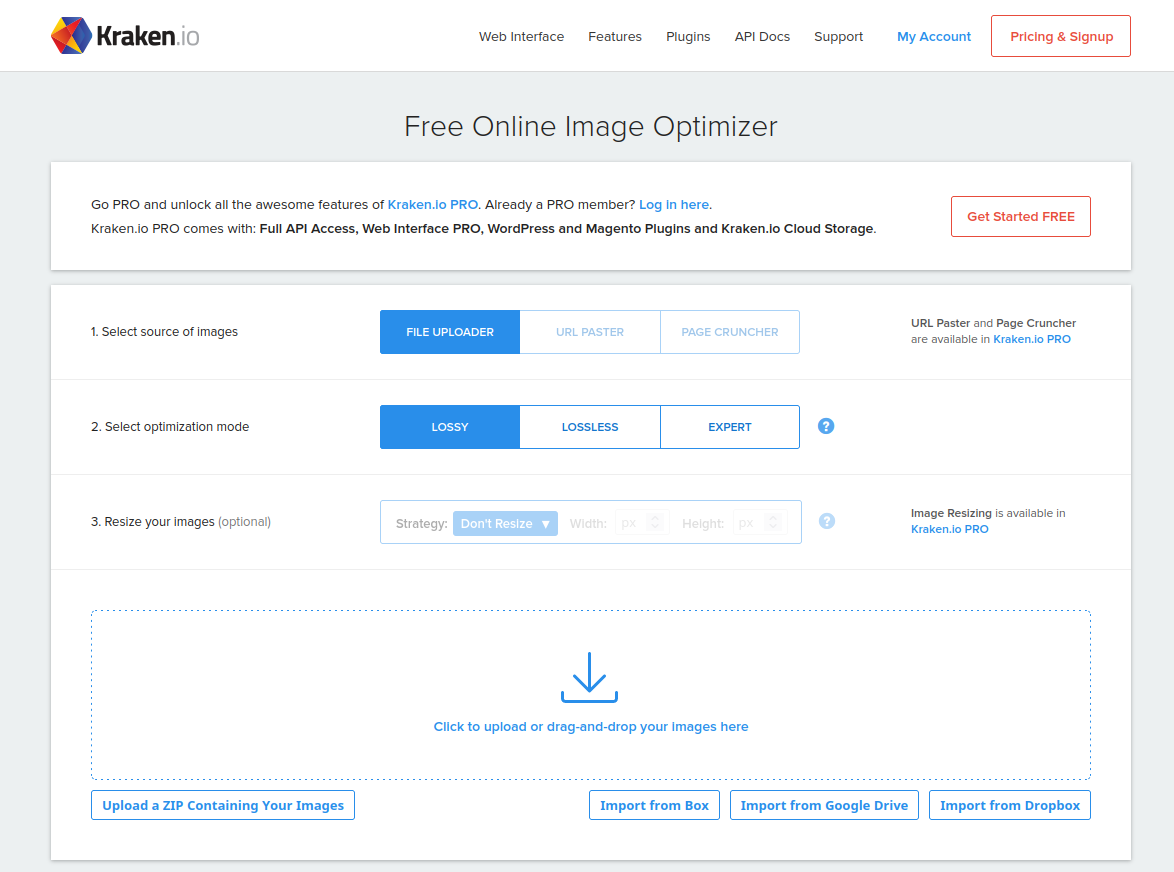 Kraken.io
Web Interface Features Plugins API Docs Support My Account Pricing & Signup
Free Online Image Optimizer
Go PRO and unlock all the awesome features of Kraken.io PRO. Already a PRO member? Log in here.
Kraken.io PRO comes with: Full API Access, Web Interface PRO, WordPress and Magento Plugins and Kraken.io Cloud Storage.
Get Started FREE
1. Select source of images
FILE UPLOADER URL PASTER PAGE CRUNCHER
URL Paster and Page Cruncher
are available in Kraken.io PRO
2. Select optimization mode
LOSSY LOSSLESS EXPERT ?
3. Resize your images (optional)
Strategy: Don't Resize ▼ Width: px Height: px ?
Image Resizing is available in
Kraken.io PRO
Click to upload or drag-and-drop your images here
Upload a ZIP Containing Your Images Import from Box Import from Google Drive Import from Dropbox